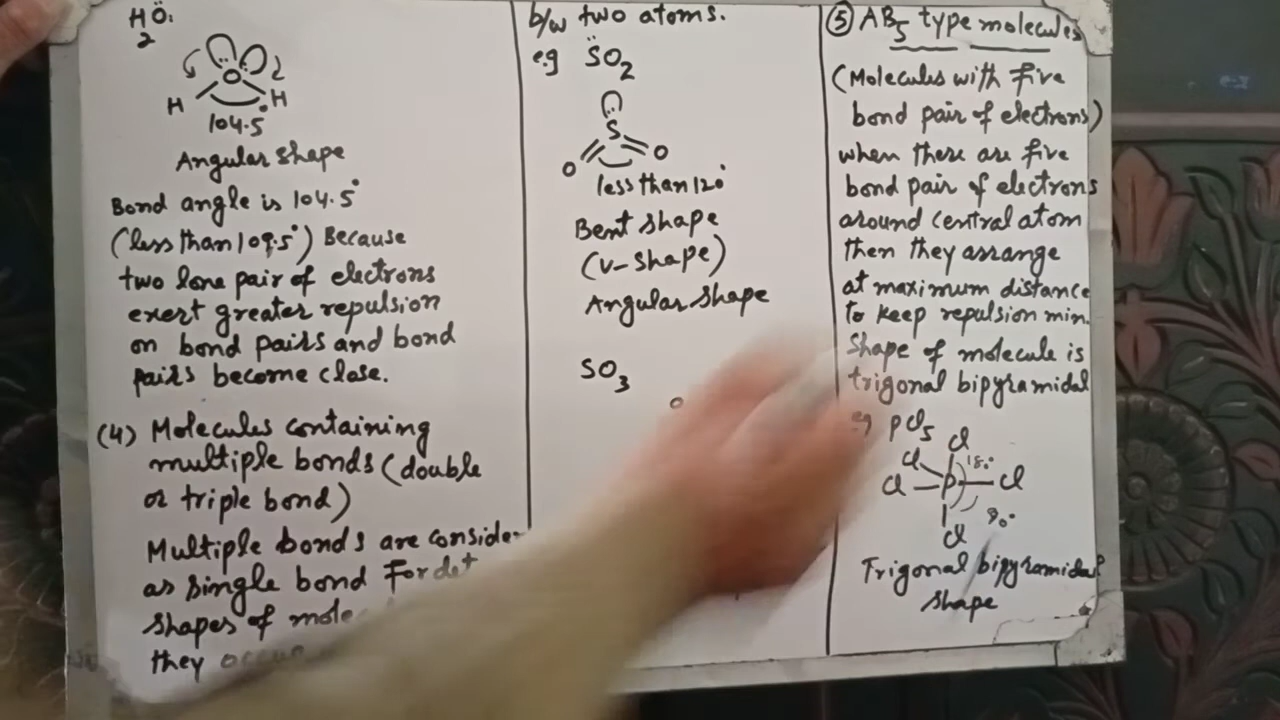 HÖ:
2
O
H H
104.5°
Angular shape
Bond angle is 104.5°
(less than 109.5°) Because
two lone pair of electrons
exert greater repulsion
on bond pairs and bond
pairs become close.
(4) Molecules containing
multiple bonds (double
or triple bond)
Multiple bonds are conside
as single bond For det
shapes of mole
they occu
b/w two atoms.
e.g S̈O2
S
O O
less than 120°
Bent shape
(V-shape)
Angular shape
SO3
O
⑤ AB5 type molecules
(Molecules with five
bond pair of electrons)
when there are five
bond pair of electrons
around central atom
then they arrange
at maximum distance
to keep repulsion min.
Shape of molecule is
trigonal bipyramidal
PCl5
Cl
Cl 180°
Cl P Cl
90°
Cl
Trigonal bipyramidal
shape